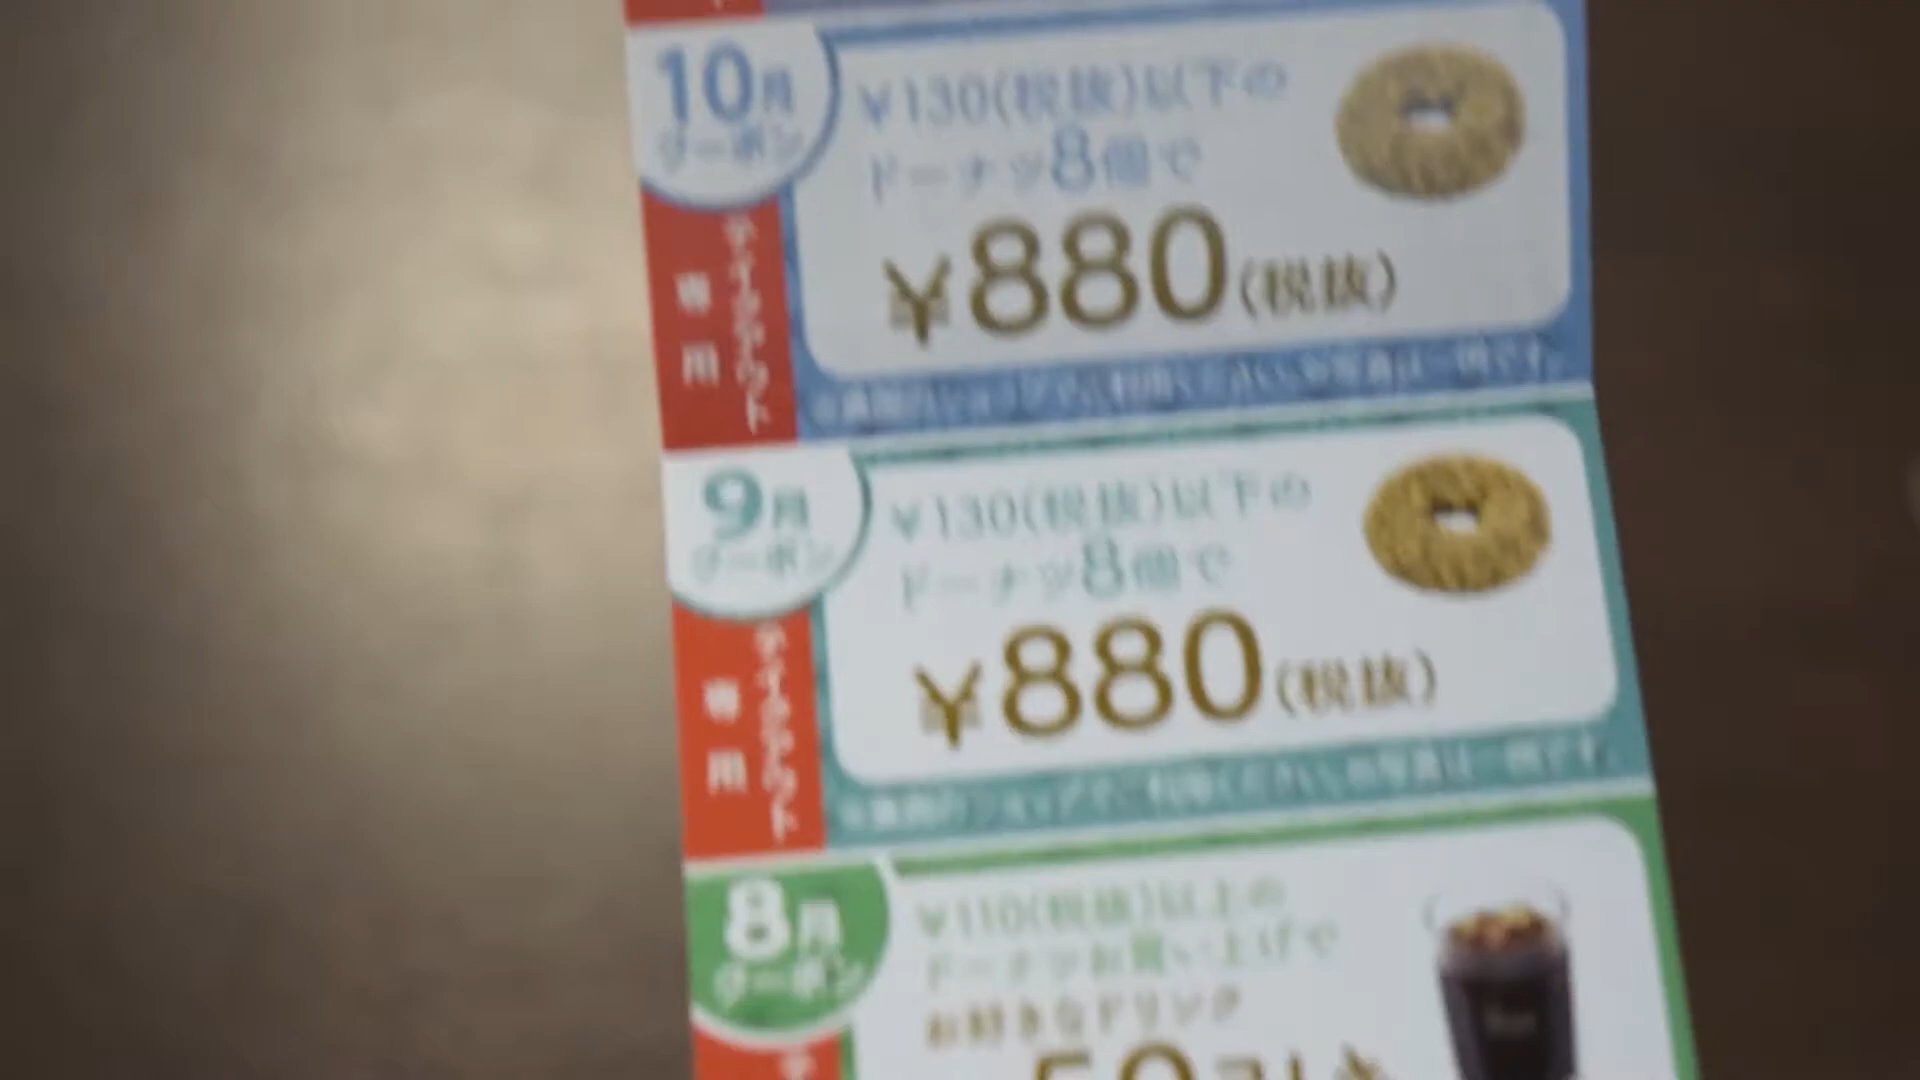 10月
クーポン
¥130(税抜)以下の
ドーナツ8個で
¥880(税抜)
テイクアウト
専用
9月
クーポン
¥130(税抜)以下の
ドーナツ8個で
¥880(税抜)
テイクアウト
専用
8月
クーポン
¥110(税抜)以上の
ドーナツお買い上げで
お好きなドリンク